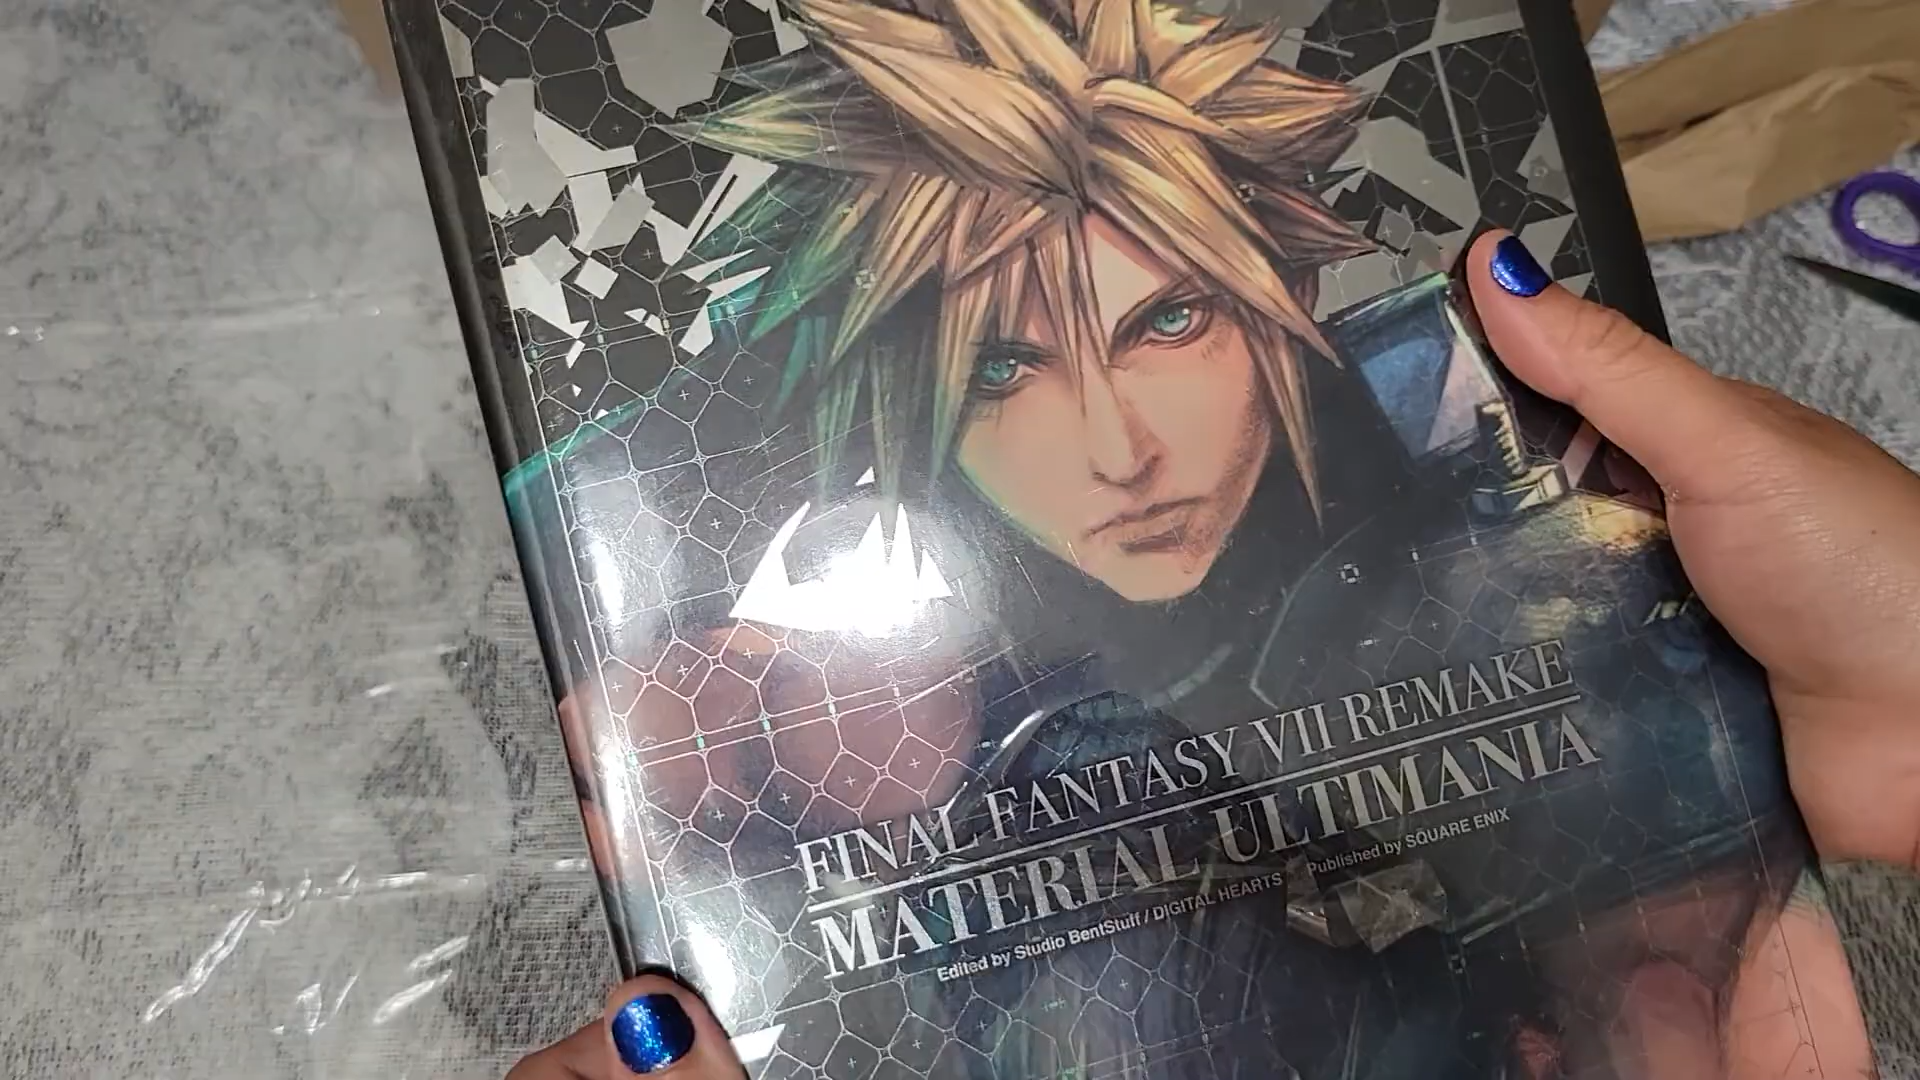 FINAL FANTASY VII REMAKE
MATERIAL ULTIMANIA
Edited by Studio BentStuff / DIGITAL HEARTS Published by SQUARE ENIX